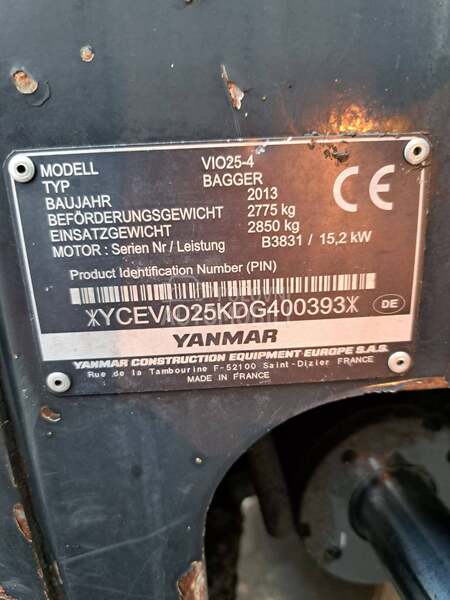 MODELL VIO25-4
TYP BAGGER
BAUJAHR 2013
BEFÖRDERUNGSGEWICHT 2775 kg
EINSATZGEWICHT 2850 kg
MOTOR : Serien Nr / Leistung B3831 / 15,2 kW
CE
Product Identification Number (PIN)
*YCEVIO25KDG400393*
DE
YANMAR
YANMAR CONSTRUCTION EQUIPMENT EUROPE S.A.S.
Rue de la Tambourine F-52100 Saint-Dizier FRANCE
MADE IN FRANCE